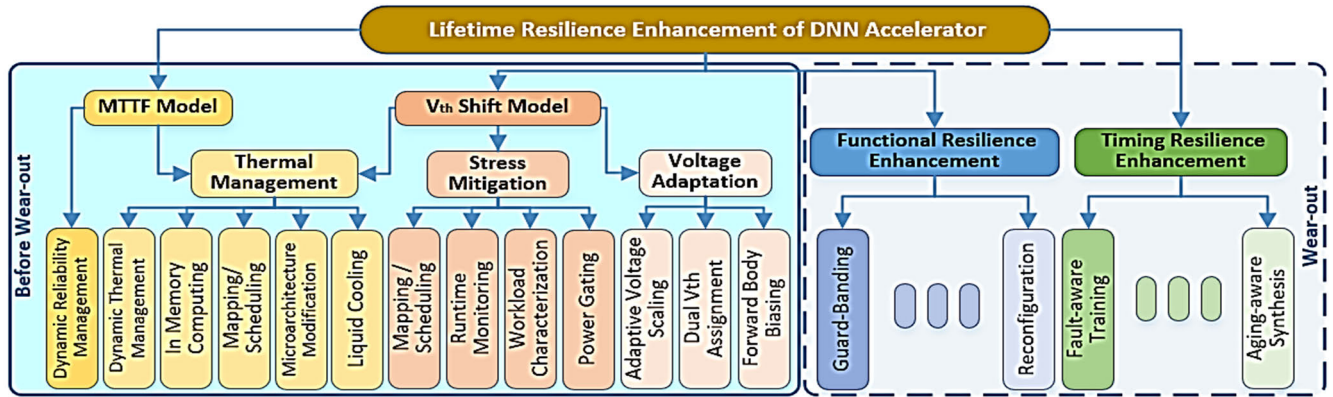 Lifetime Resilience Enhancement of DNN Accelerator
Before Wear-out
MTTF Model
Vth Shift Model
Thermal
Management
Stress
Mitigation
Voltage
Adaptation
Dynamic Reliability
Management
Dynamic Thermal
Management
In Memory
Computing
Mapping/
Scheduling
Microarchitecture
Modification
Liquid Cooling
Mapping /
Scheduling
Runtime
Monitoring
Workload
Characterization
Power Gating
Adaptive Voltage
Scaling
Dual Vth
Assignment
Forward Body
Biasing
Functional Resilience
Enhancement
Timing Resilience
Enhancement
Guard-Banding
Reconfiguration
Fault-aware
Training
Aging-aware
Synthesis
Wear-out